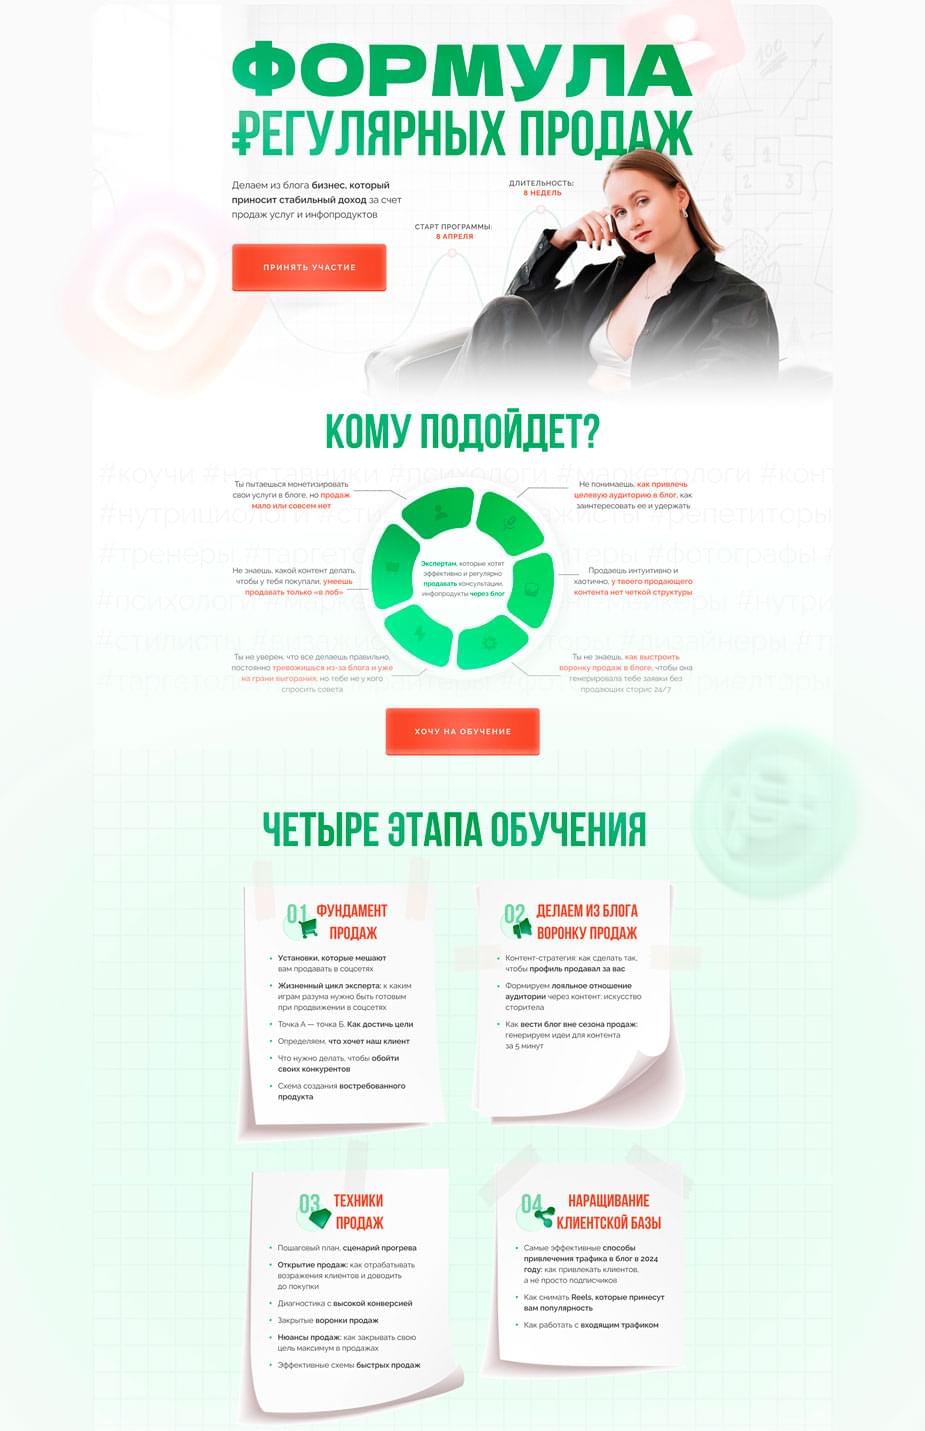 ФОРМУЛА
₽ЕГУЛЯРНЫХ ПРОДАЖ
Делаем из блога бизнес, который
приносит стабильный доход за счет
продаж услуг и инфопродуктов
ДЛИТЕЛЬНОСТЬ:
8 НЕДЕЛЬ
СТАРТ ПРОГРАММЫ:
8 АПРЕЛЯ
ПРИНЯТЬ УЧАСТИЕ
КОМУ ПОДОЙДЕТ?
#коучи #наставники #психологи #маркетологи
Ты пытаешься монетизировать
свои услуги в блоге, но продаж
мало или совсем нет
Не понимаешь, как привлечь
целевую аудиторию в блог, как
заинтересовать ее и удержать
Экспертам, которые хотят
эффективно и регулярно
продавать консультации,
инфопродукты через блог
Не знаешь, какой контент делать,
чтобы у тебя покупали, умеешь
продавать только «в лоб»
Продаешь интуитивно и
хаотично, у твоего продающего
контента нет четкой структуры
Ты не уверен, что все делаешь правильно,
постоянно тревожишься из-за блога и уже
на грани выгорания, но тебе не у кого
спросить совета
Ты не знаешь, как выстроить
воронку продаж в блоге, чтобы она
генерировала тебе заявки без
продающих сторис 24/7
ХОЧУ НА ОБУЧЕНИЕ
ЧЕТЫРЕ ЭТАПА ОБУЧЕНИЯ
01 ФУНДАМЕНТ
ПРОДАЖ
• Установки, которые мешают
вам продавать в соцсетях
• Жизненный цикл эксперта: к каким
играм разума нужно быть готовым
при продвижении в соцсетях
• Точка А — точка Б. Как достичь цели
• Определяем, что хочет наш клиент
• Что нужно делать, чтобы обойти
своих конкурентов
• Схема создания востребованного
продукта
02 ДЕЛАЕМ ИЗ БЛОГА
ВОРОНКУ ПРОДАЖ
• Контент-стратегия: как сделать так,
чтобы профиль продавал за вас
• Формируем лояльное отношение
аудитории через контент: искусство
сторителa
• Как вести блог вне сезона продаж:
генерируем идеи для контента
за 5 минут
03 ТЕХНИКИ
ПРОДАЖ
• Пошаговый план, сценарий прогрева
• Открытие продаж: как отрабатывать
возражения клиентов и доводить
до покупки
• Диагностика с высокой конверсией
• Закрытые воронки продаж
• Нюансы продаж: как закрывать свою
цель максимум в продажах
• Эффективные схемы быстрых продаж
04 НАРАЩИВАНИЕ
КЛИЕНТСКОЙ БАЗЫ
• Самые эффективные способы
привлечения трафика в блог в 2024
году: как привлекать клиентов,
а не просто подписчиков
• Как снимать Reels, которые принесут
вам популярность
• Как работать с входящим трафиком